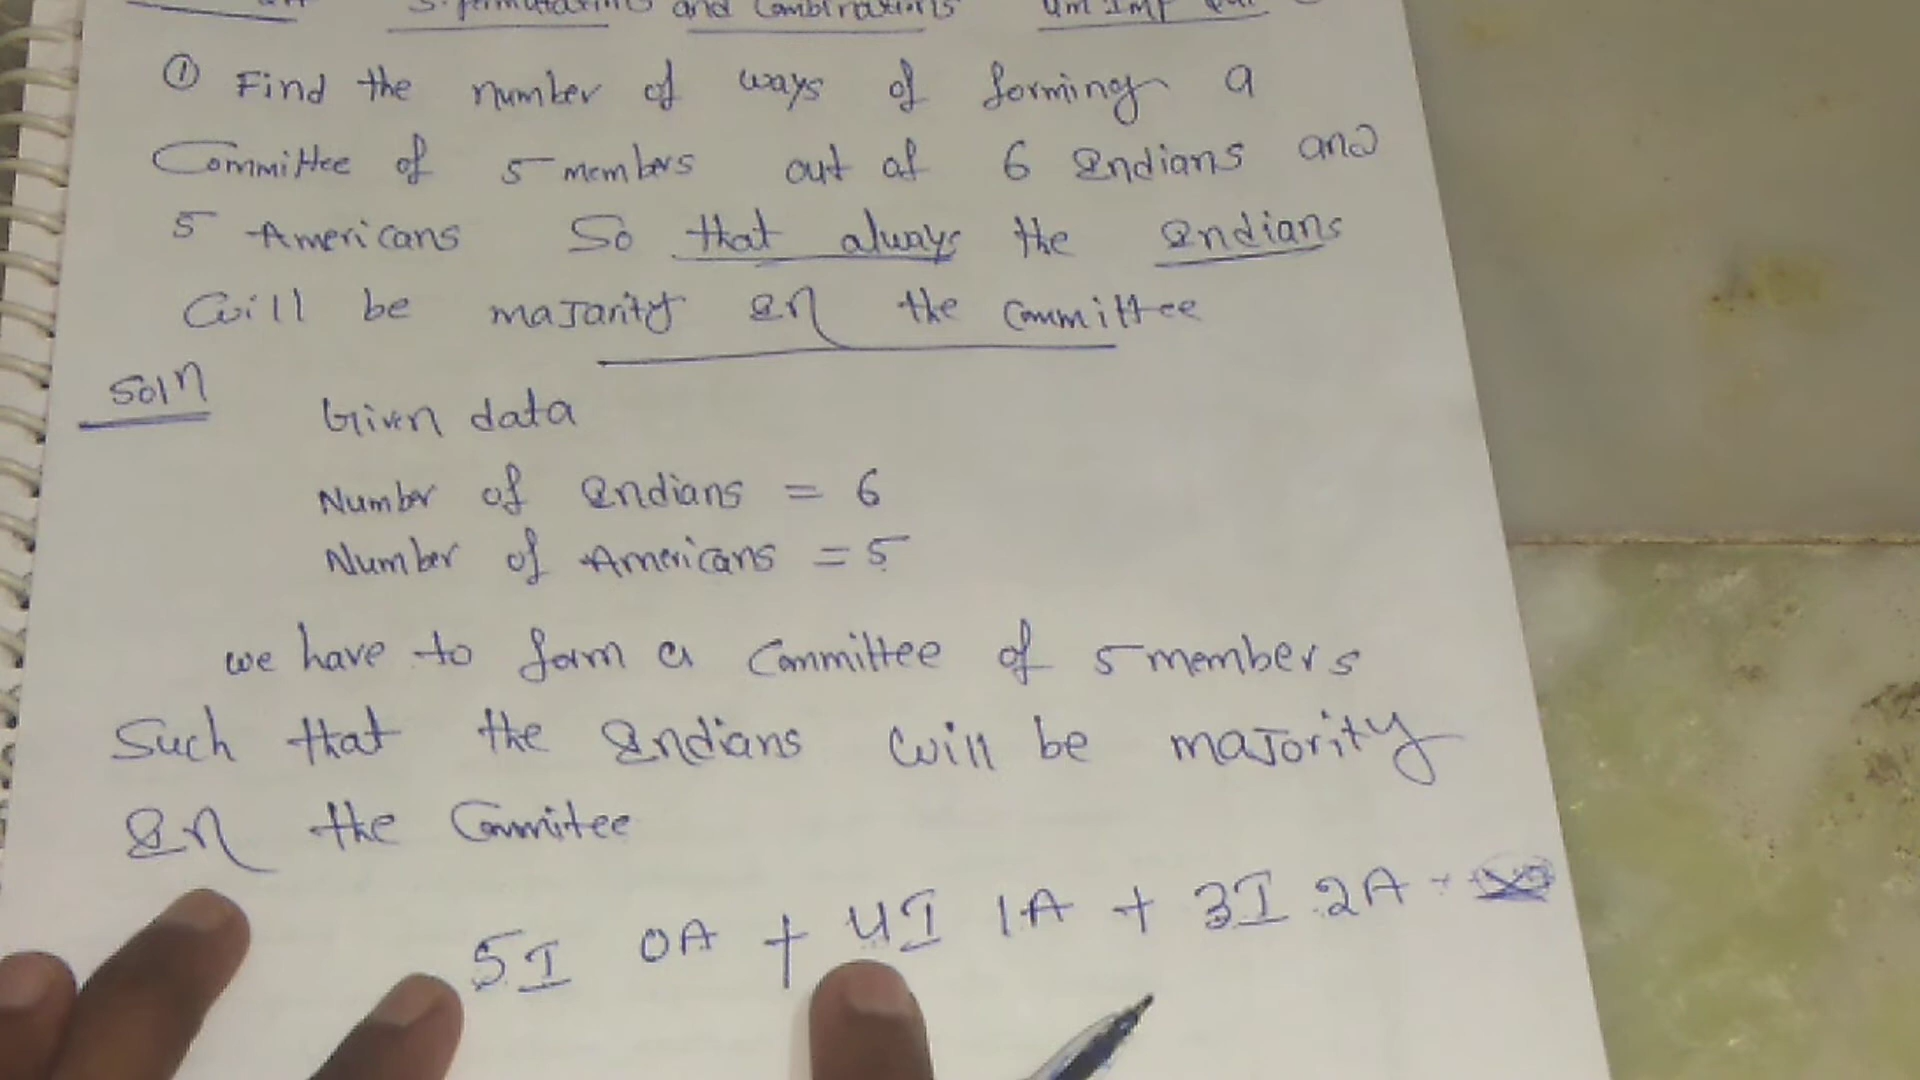 and Combinations
① Find the number of ways of forming a
Committee of 5 members out of 6 Indians and
5 Americans So that always the Indians
will be majarity In the Committee
Soln
Given data
Number of Indians = 6
Number of Americans = 5
we have to form a Committee of 5 members
Such that the Indians will be majority
In the Commitee
5I 0A + 4I 1A + 3I 2A